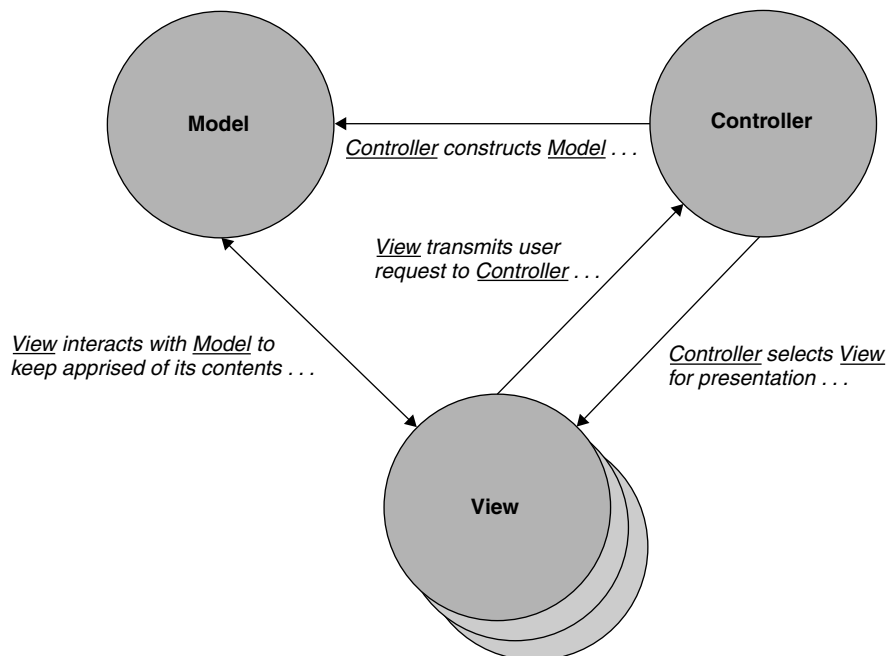 Model
Controller
Controller constructs Model . . .
View transmits user
request to Controller . . .
View interacts with Model to
keep apprised of its contents . . .
Controller selects View
for presentation . . .
View